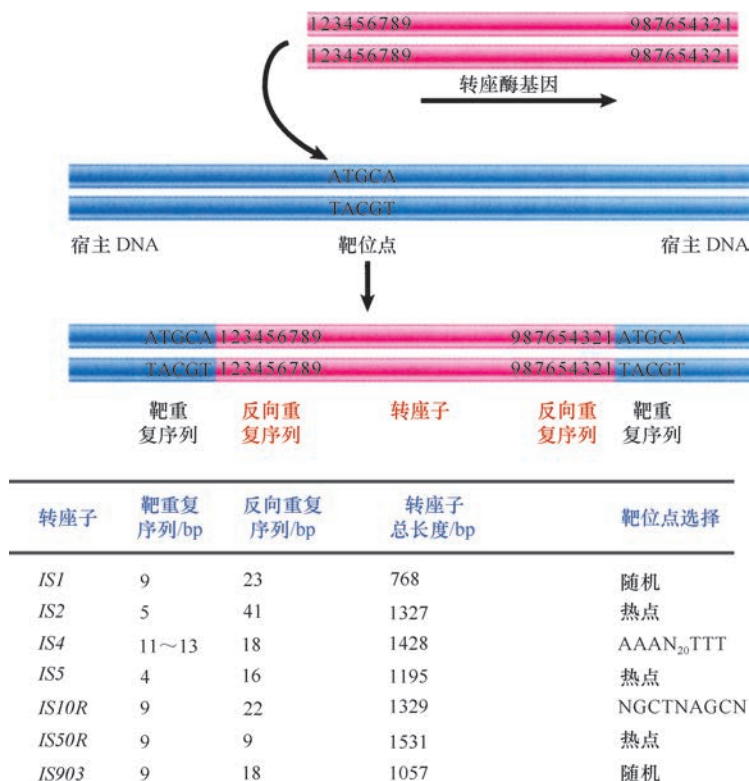 123456789 987654321
123456789 987654321
转座酶基因
ATGCA
TACGT
宿主 DNA 靶位点 宿主 DNA
ATGCA 123456789 987654321 ATGCA
TACGT 123456789 987654321 TACGT
靶重 反向重 转座子 反向重 靶重
复序列 复序列 复序列 复序列
转座子 靶重复 反向重复 转座子 靶位点选择
序列/bp 序列/bp 总长度/bp
IS1 9 23 768 随机
IS2 5 41 1327 热点
IS4 11~13 18 1428 AAAN₂₀TTT
IS5 4 16 1195 热点
IS10R 9 22 1329 NGCTNAGCN
IS50R 9 9 1531 热点
IS903 9 18 1057 随机